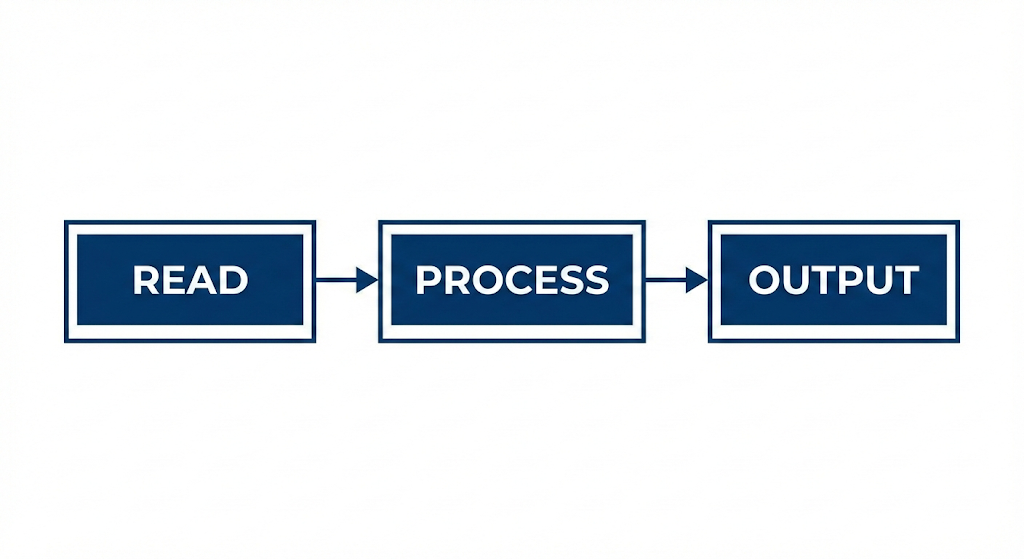 READ PROCESS OUTPUT